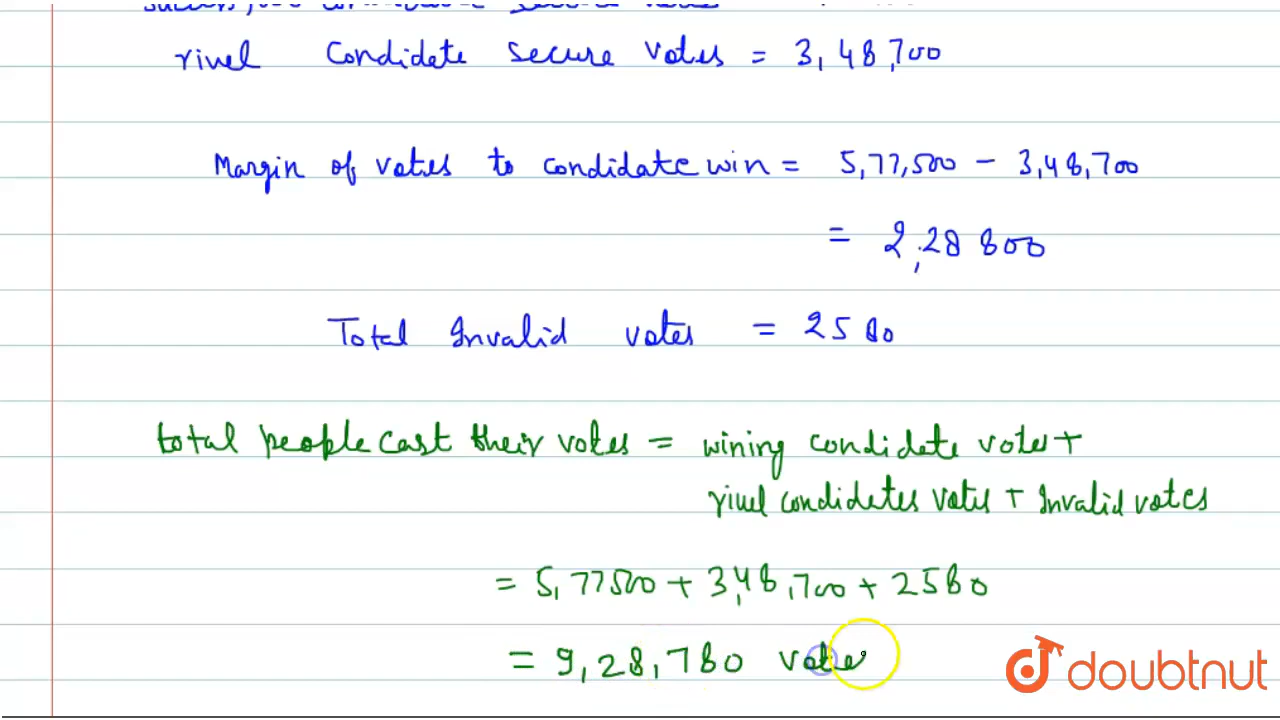 rivel Condidate secure votes = 3,48,700
Margin of votes to condidate win = 5,77,500 - 3,48,700
= 2,28 800
Total Invalid votes = 2580
total people cast their votes = wining condidate votes +
rivel condidetes votes + Invalid votes
= 5,77500 + 3,48,700 + 2580
= 9,28,780 vote
doubtnut